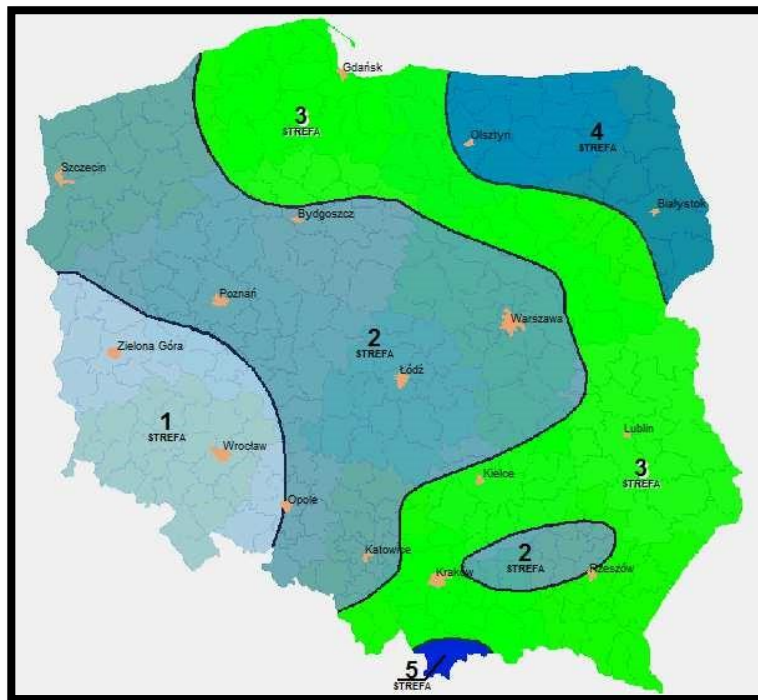 Gdańsk
3
STREFA
4
STREFA
Olsztyn
Szczecin
Białystok
Bydgoszcz
Poznań
Warszawa
2
STREFA
Zielona Góra
Łódź
1
STREFA
Wrocław
Lublin
3
STREFA
Kielce
Opole
2
STREFA
Katowice
Kraków
Rzeszów
5
STREFA